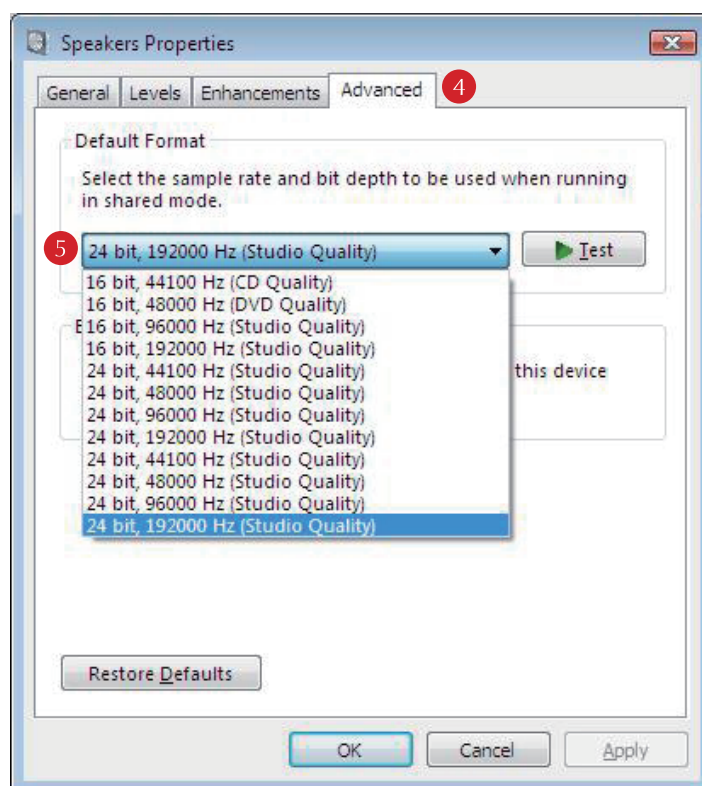 Speakers Properties
General Levels Enhancements Advanced 4
Default Format
Select the sample rate and bit depth to be used when running
in shared mode.
5 24 bit, 192000 Hz (Studio Quality) Test
16 bit, 44100 Hz (CD Quality)
16 bit, 48000 Hz (DVD Quality)
E 16 bit, 96000 Hz (Studio Quality)
16 bit, 192000 Hz (Studio Quality)
24 bit, 44100 Hz (Studio Quality) this device
24 bit, 48000 Hz (Studio Quality)
24 bit, 96000 Hz (Studio Quality)
24 bit, 192000 Hz (Studio Quality)
24 bit, 44100 Hz (Studio Quality)
24 bit, 48000 Hz (Studio Quality)
24 bit, 96000 Hz (Studio Quality)
24 bit, 192000 Hz (Studio Quality)
Restore Defaults
OK Cancel Apply